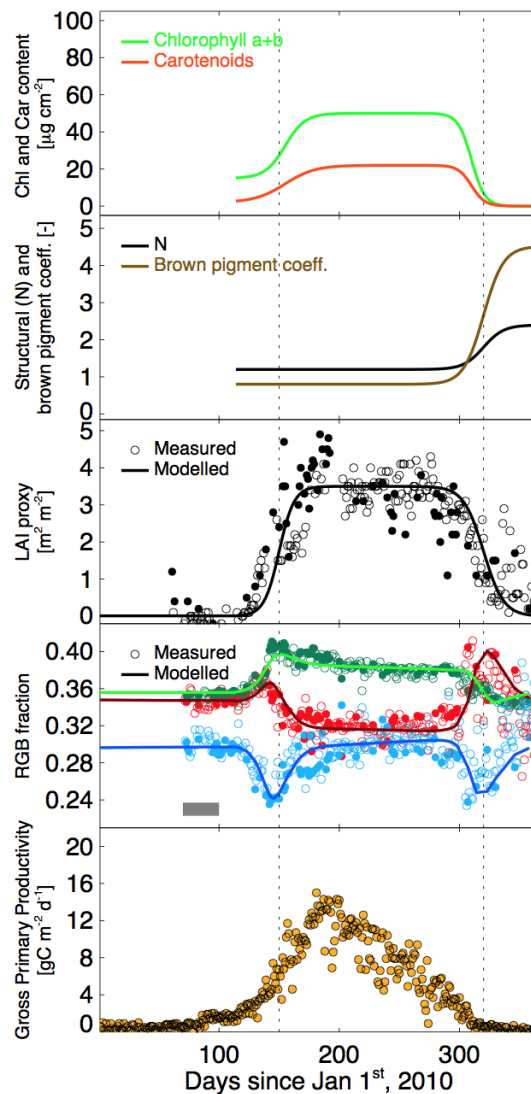 Chl and Car content
[µg cm-2]
100
80
60
40
20
0
Chlorophyll a+b
Carotenoids
Structural (N) and
brown pigment coeff. [-]
5
4
3
2
1
0
N
Brown pigment coeff.
LAI proxy
[m² m-²]
5
4
3
2
1
0
Measured
Modelled
RGB fraction
0.40
0.36
0.32
0.28
0.24
Measured
Modelled
Gross Primary Productivity
[gC m-2 d-1]
20
16
12
8
4
0
100 200 300
Days since Jan 1st, 2010